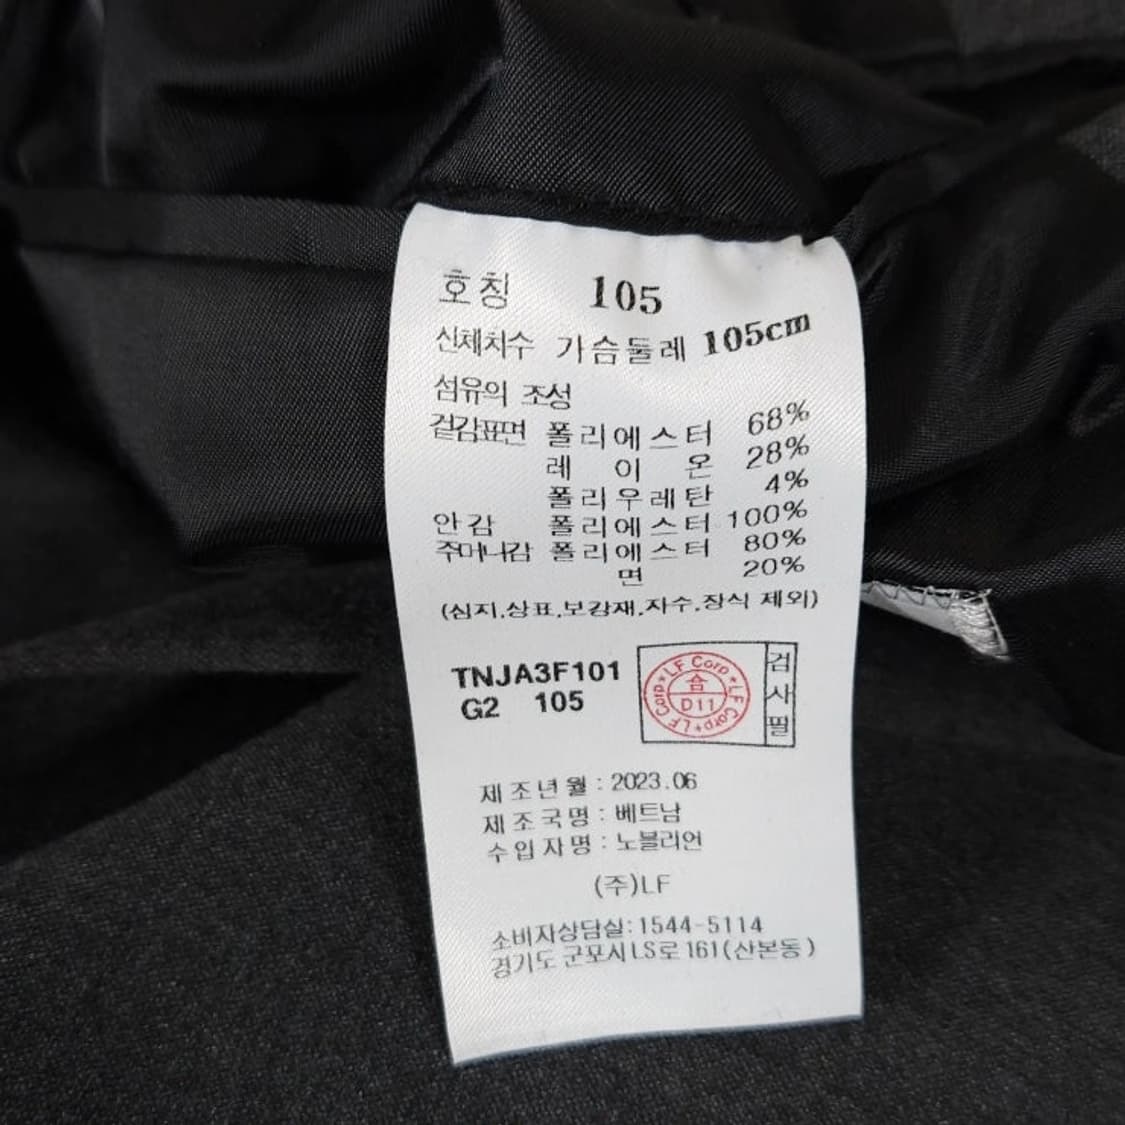 호칭 105
신체치수 가슴둘레 105cm
섬유의 조성
겉감표면 폴리에스터 68%
레이온 28%
폴리우레탄 4%
안감 폴리에스터 100%
주머니감 폴리에스터 80%
면 20%
(심지,상표,보강재,자수,장식 제외)
TNJA3F101
G2 105
LF Corp★LF Corp★LF Corp★
合
D11
검사필
제조년월 : 2023.06
제조국명 : 베트남
수입자명 : 노블리언
(주)LF
소비자상담실:1544-5114
경기도 군포시 LS로 161(산본동)